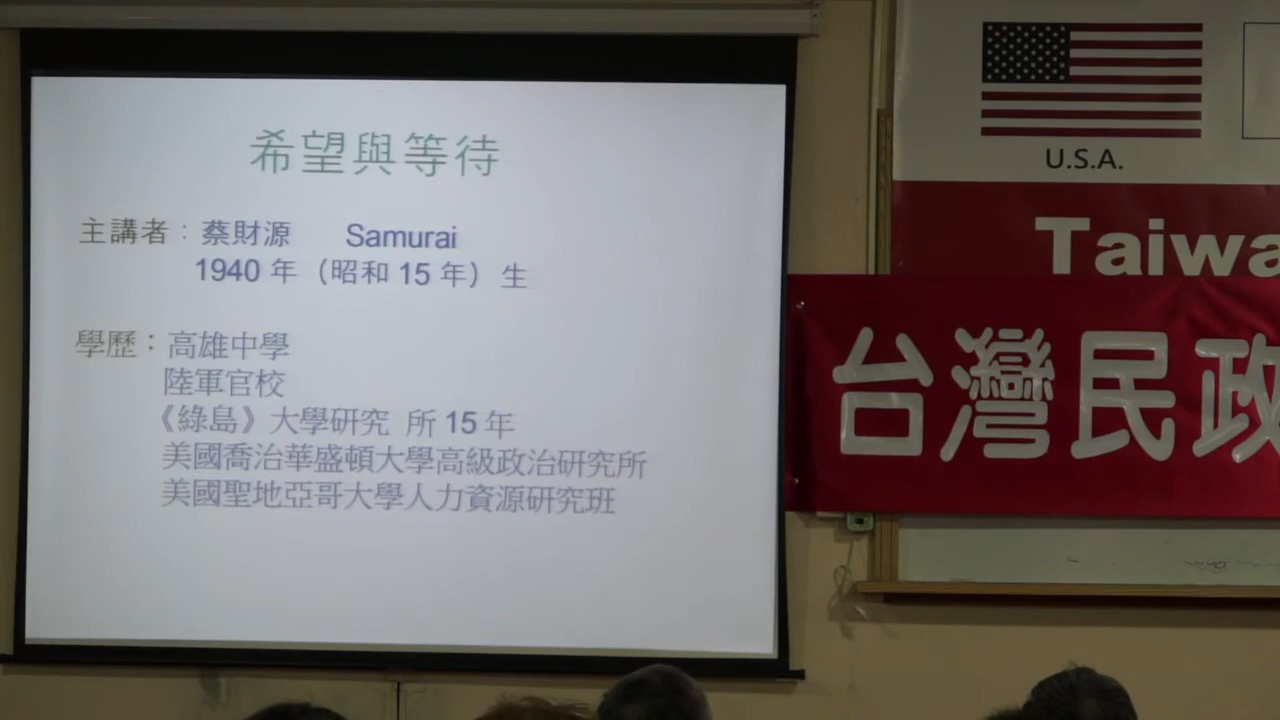 希望與等待
主講者：蔡財源 Samurai
1940 年（昭和 15 年）生
學歷：高雄中學
陸軍官校
《綠島》大學研究 所 15 年
美國喬治華盛頓大學高級政治研究所
美國聖地亞哥大學人力資源研究班
U.S.A.
Taiwa
台灣民政